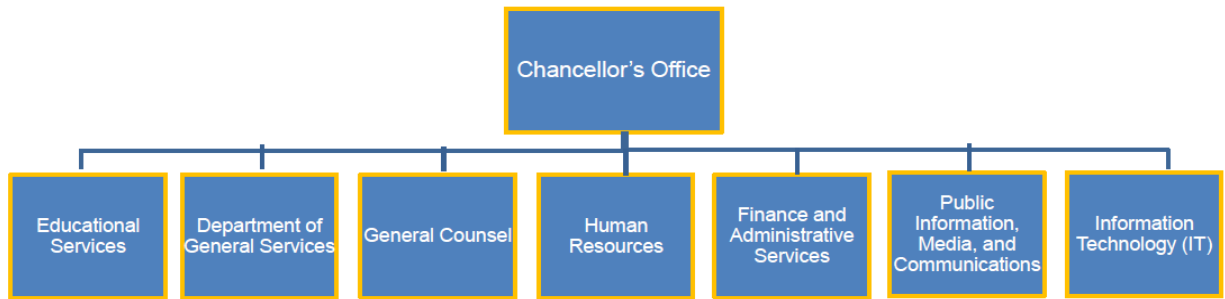 Chancellor’s Office
Educational
Services
Department of
General Services
General Counsel
Human
Resources
Finance and
Administrative
Services
Public
Information,
Media, and
Communications
Information
Technology (IT)